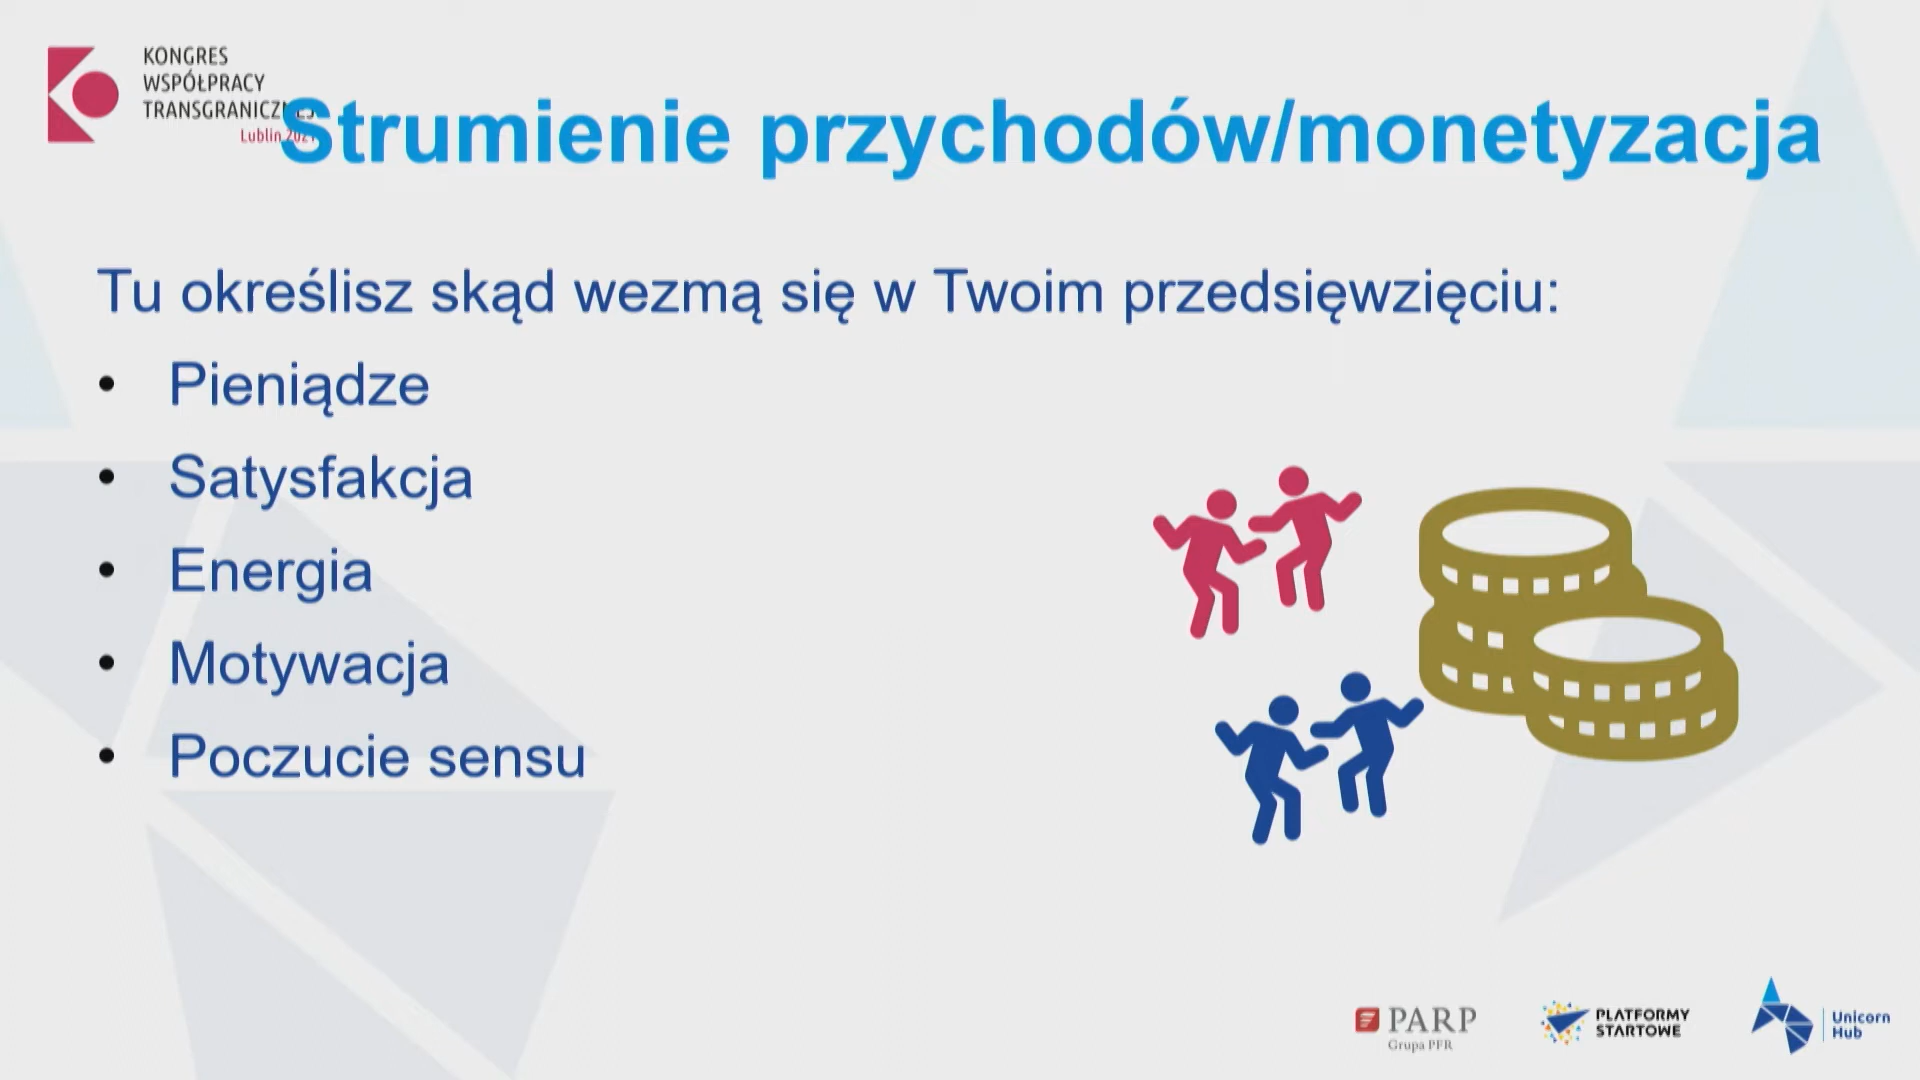 KONGRES
WSPÓŁPRACY
TRANSGRANICZNEJ
Lublin 2021
Strumienie przychodów/monetyzacja
Tu określisz skąd wezmą się w Twoim przedsięwzięciu:
• Pieniądze
• Satysfakcja
• Energia
• Motywacja
• Poczucie sensu
PARP
Grupa PFR
PLATFORMY
STARTOWE
Unicorn
Hub